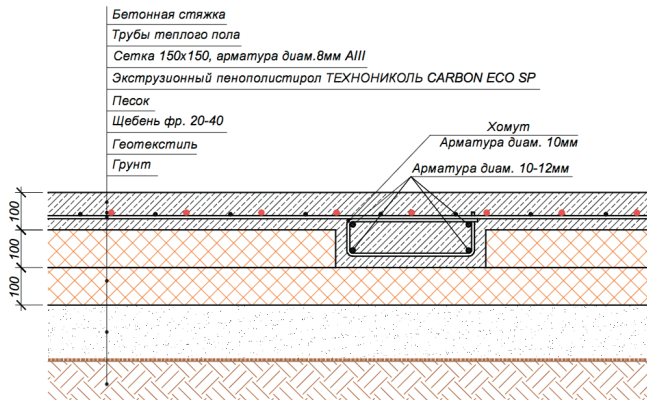 Бетонная стяжка
Трубы теплого пола
Сетка 150х150, арматура диам.8мм АIII
Экструзионный пенополистирол ТЕХНОНИКОЛЬ CARBON ECO SP
Песок
Щебень фр. 20-40
Геотекстиль
Грунт
Хомут
Арматура диам. 10мм
Арматура диам. 10-12мм
100
100
100